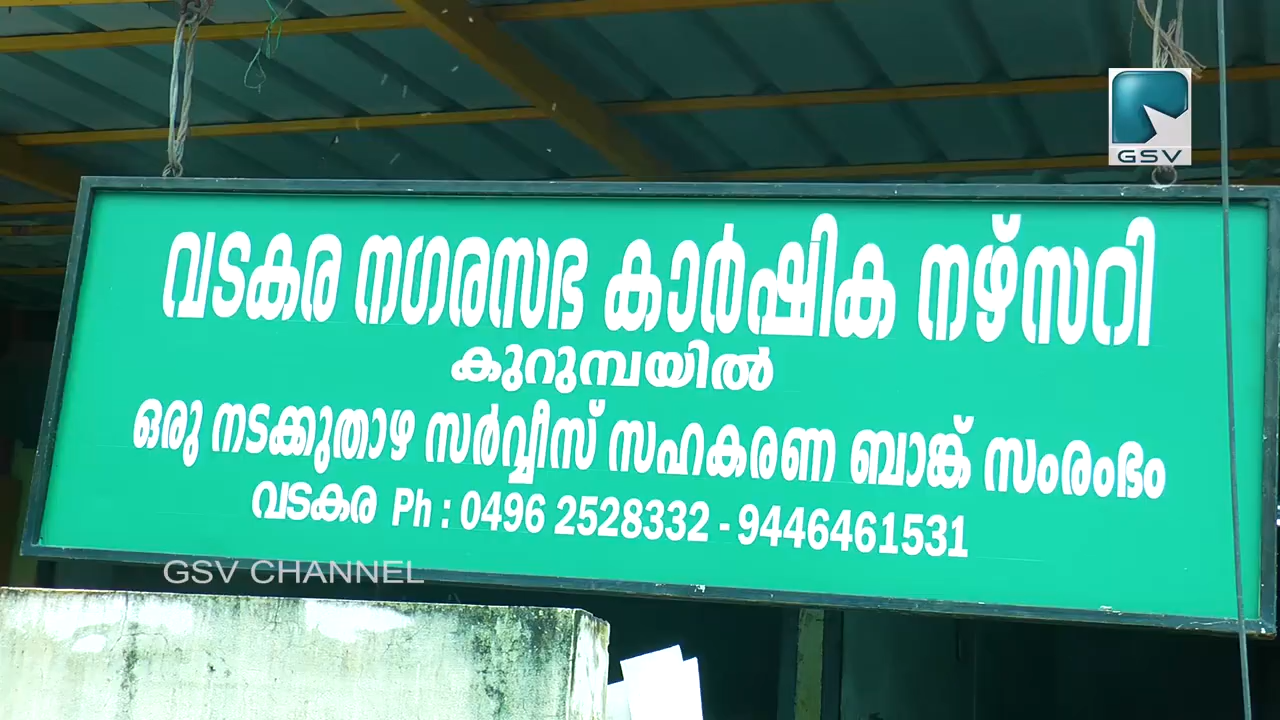 GSV
വടകര നഗരസഭ കാർഷിക നഴ്സറി
കുറുമ്പയിൽ
ഒരു നടക്കുതാഴ സർവ്വീസ് സഹകരണ ബാങ്ക് സംരംഭം
വടകര Ph : 0496 2528332 - 9446461531
GSV CHANNEL